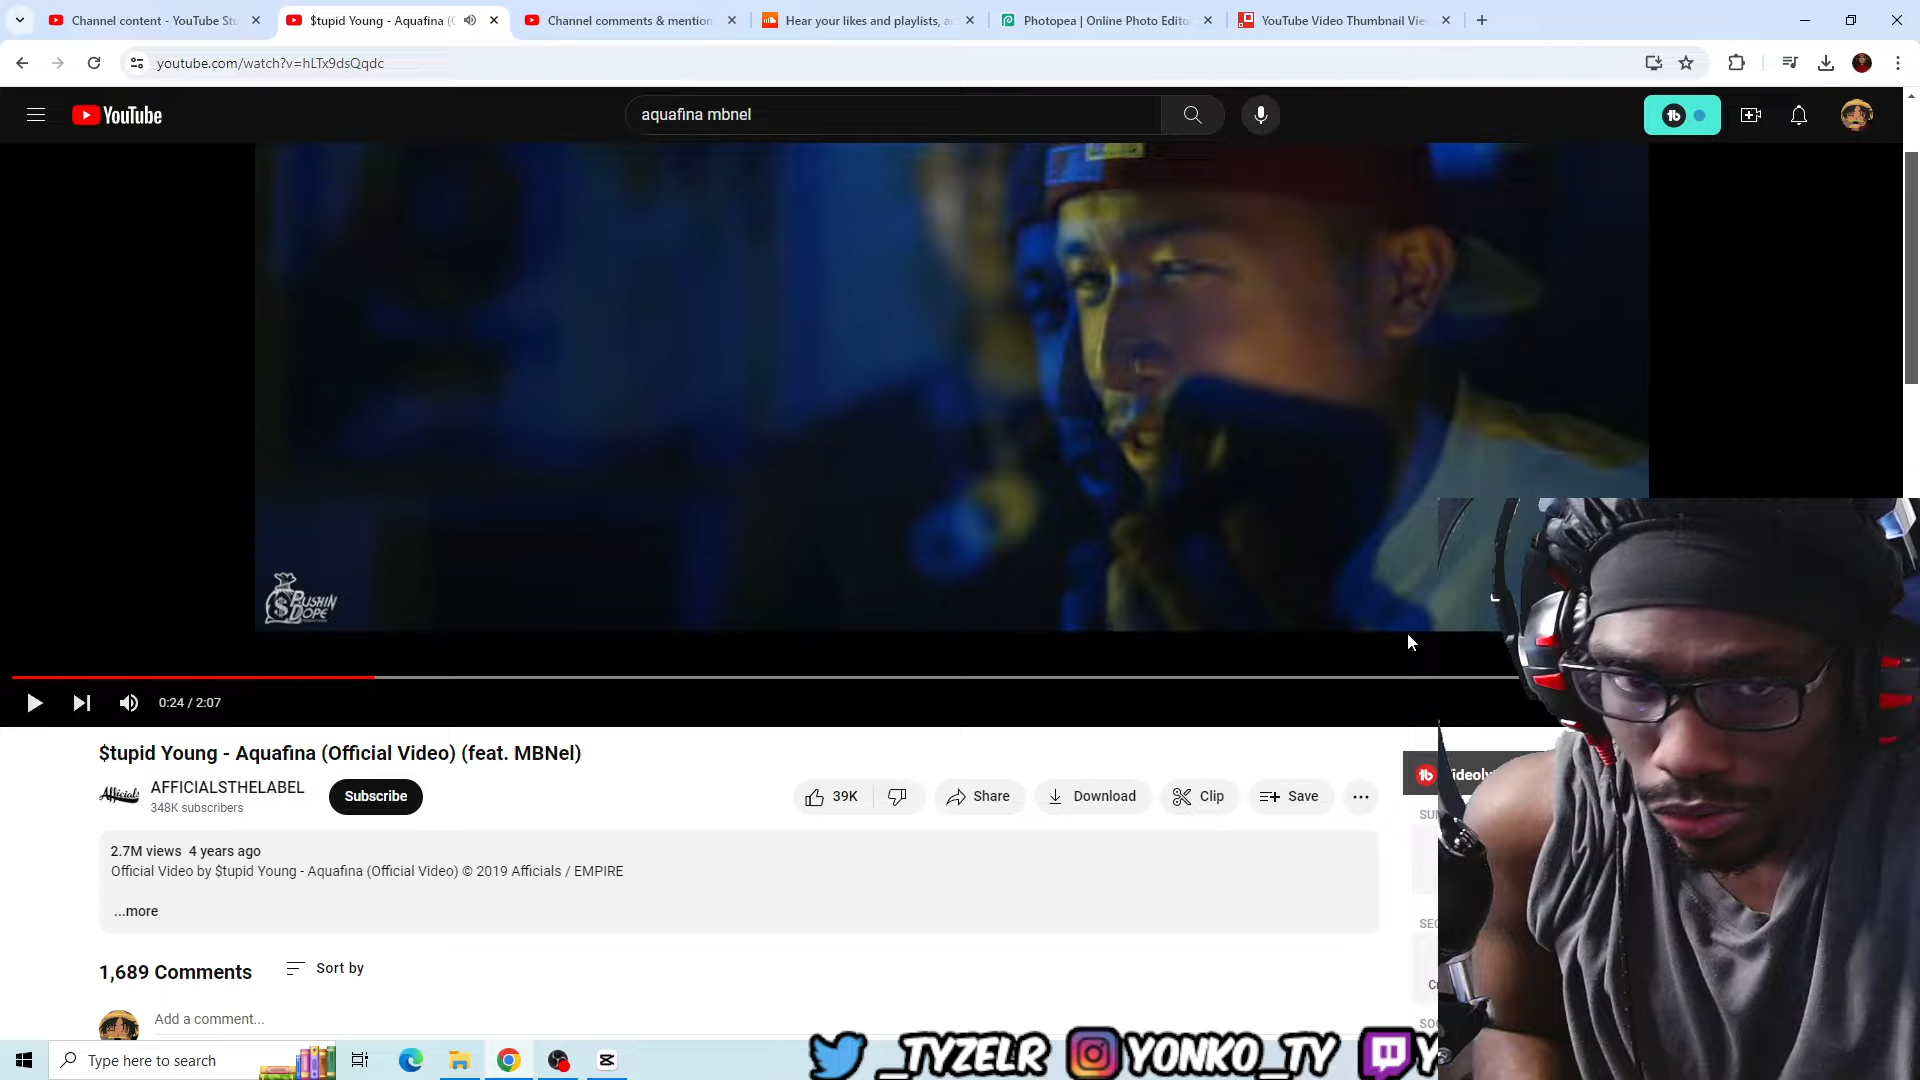 Channel content - YouTube Stu
$tupid Young - Aquafina (
Channel comments & mention
Hear your likes and playlists, a
Photopea | Online Photo Edito
YouTube Video Thumbnail Vie
youtube.com/watch?v=hLTx9dsQqdc
YouTube
aquafina mbnel
PUSHIN
DOPE
0:24 / 2:07
$tupid Young - Aquafina (Official Video) (feat. MBNel)
AFFICIALSTHELABEL
348K subscribers
Subscribe
39K
Share
Download
Clip
Save
2.7M views 4 years ago
Official Video by $tupid Young - Aquafina (Official Video) © 2019 Afficials / EMPIRE
...more
1,689 Comments
Sort by
Add a comment...
Type here to search
_TYZELR
YONKO_TY